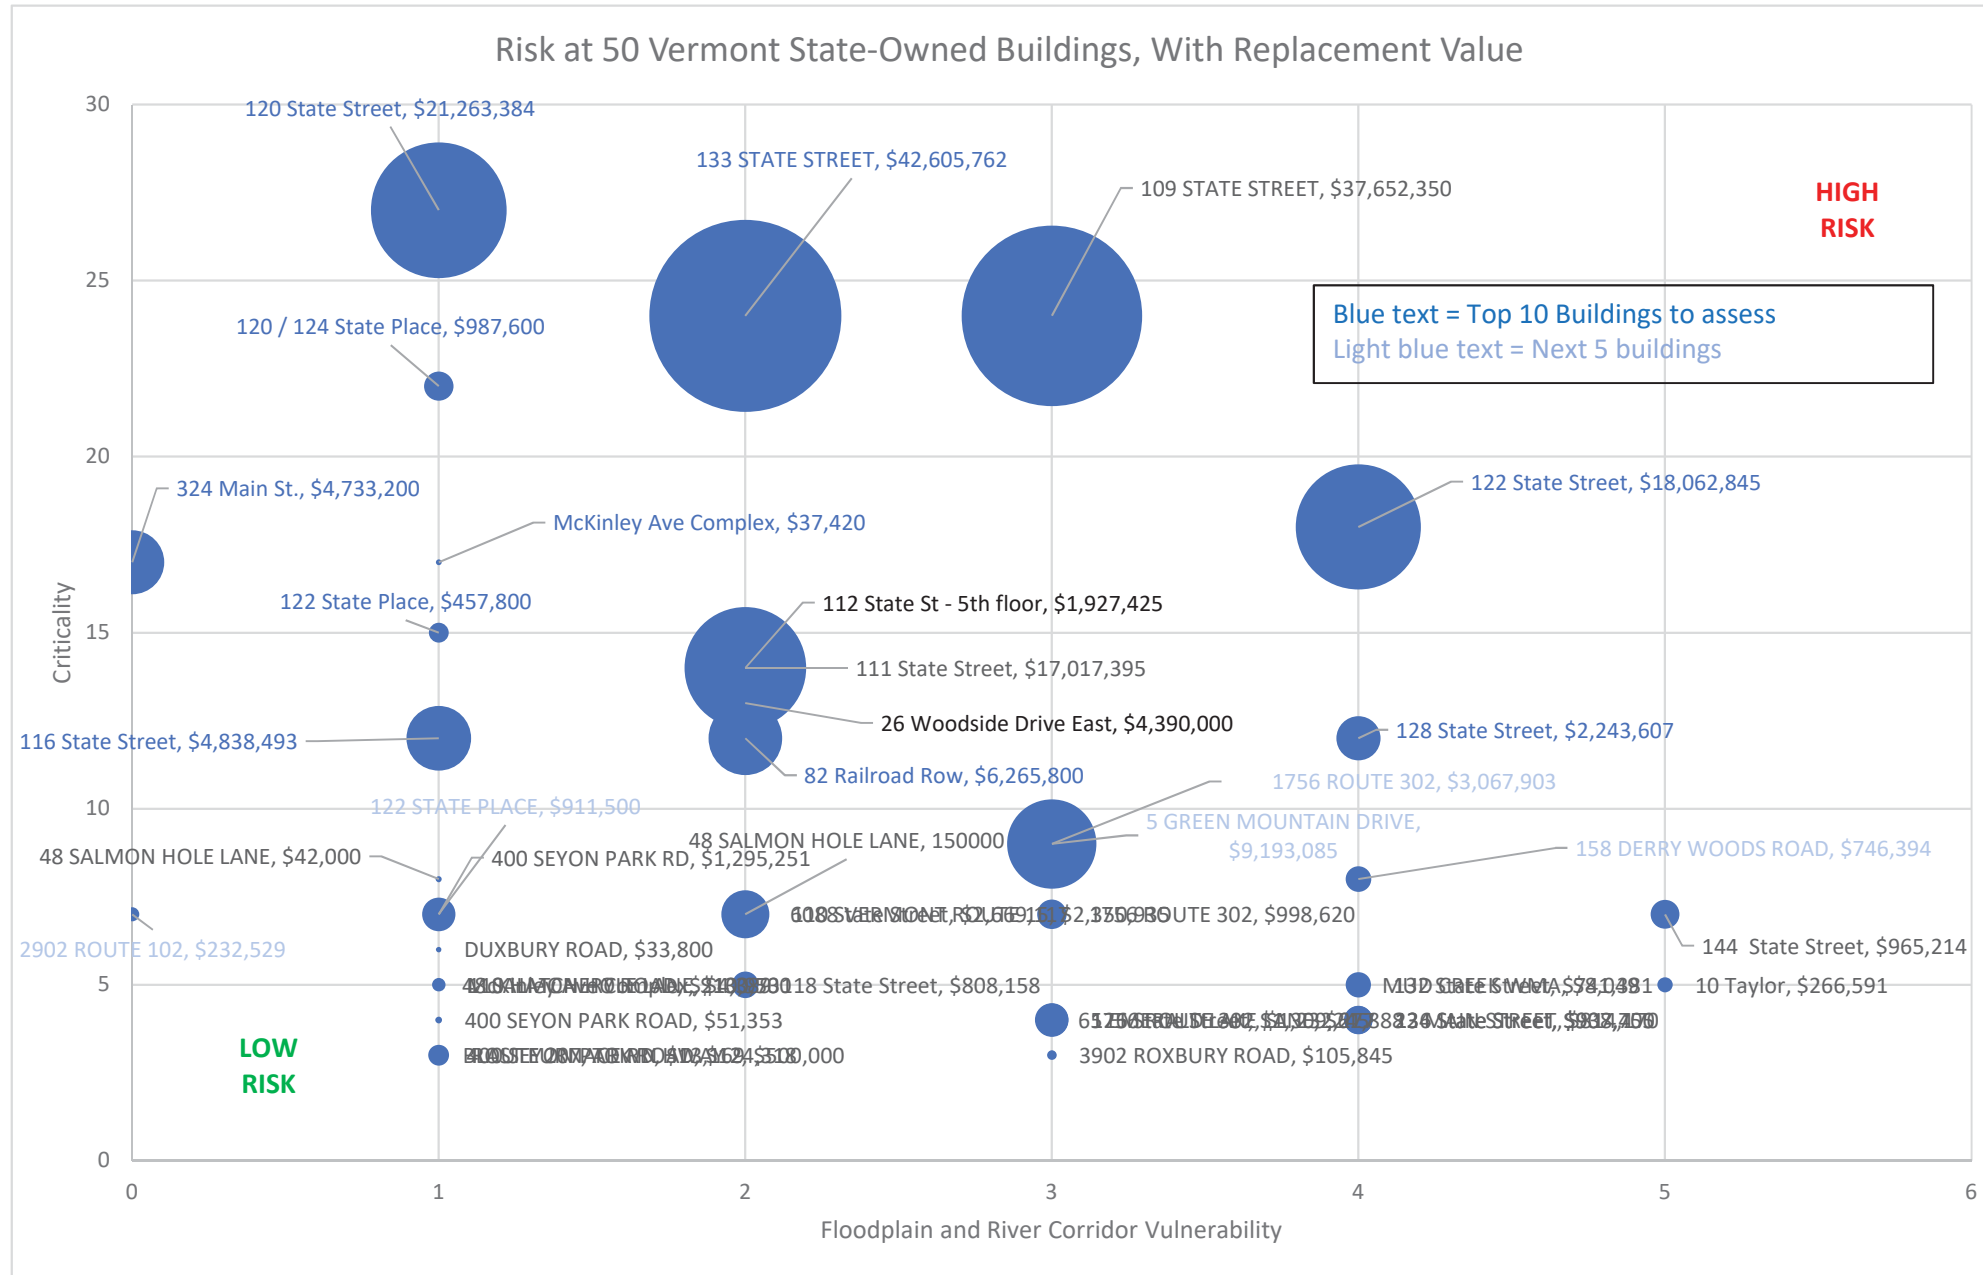 Risk at 50 Vermont State-Owned Buildings, With Replacement Value
30
120 State Street, $21,263,384
133 STATE STREET, $42,605,762
109 STATE STREET, $37,652,350
HIGH
RISK
25
Blue text = Top 10 Buildings to assess
Light blue text = Next 5 buildings
120 / 124 State Place, $987,600
20
324 Main St., $4,733,200
122 State Street, $18,062,845
McKinley Ave Complex, $37,420
122 State Place, $457,800
112 State St - 5th floor, $1,927,425
15
Criticality
111 State Street, $17,017,395
26 Woodside Drive East, $4,390,000
116 State Street, $4,838,493
128 State Street, $2,243,607
82 Railroad Row, $6,265,800
1756 ROUTE 302, $3,067,903
10
122 STATE PLACE, $911,500
5 GREEN MOUNTAIN DRIVE,
$9,193,085
48 SALMON HOLE LANE, 150000
158 DERRY WOODS ROAD, $746,394
48 SALMON HOLE LANE, $42,000
400 SEYON PARK RD, $1,295,251
ROUTE 302, $998,620
2902 ROUTE 102, $232,529
DUXBURY ROAD, $33,800
144 State Street, $965,214
5
118 State Street, $808,158
10 Taylor, $266,591
400 SEYON PARK ROAD, $51,353
LOW
RISK
3902 ROXBURY ROAD, $105,845
0
0
1
2
3
4
5
6
Floodplain and River Corridor Vulnerability